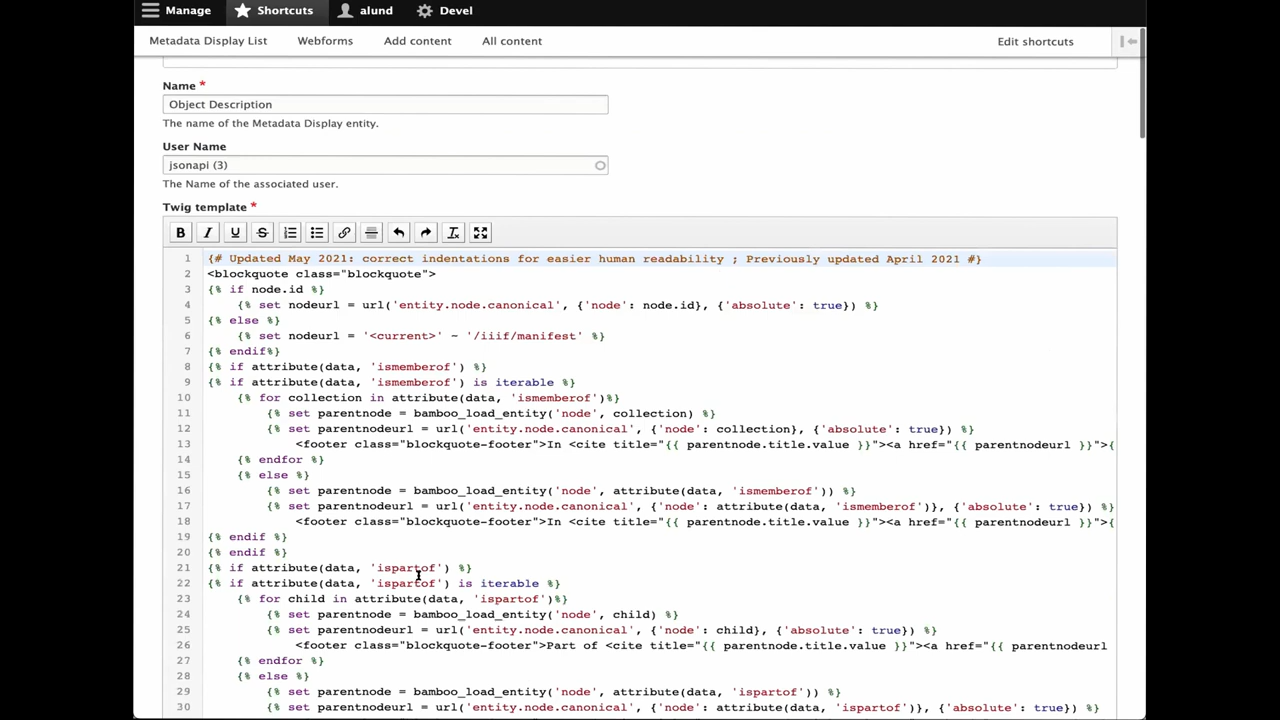 Manage Shortcuts alund Devel
Metadata Display List Webforms Add content All content Edit shortcuts
Name *
Object Description
The name of the Metadata Display entity.
User Name
jsonapi (3)
The Name of the associated user.
Twig template *
B I U S
1 {# Updated May 2021: correct indentations for easier human readability ; Previously updated April 2021 #}
2 <blockquote class="blockquote">
3 {% if node.id %}
4 {% set nodeurl = url('entity.node.canonical', {'node': node.id}, {'absolute': true}) %}
5 {% else %}
6 {% set nodeurl = '<current>' ~ '/iiif/manifest' %}
7 {% endif%}
8 {% if attribute(data, 'ismemberof') %}
9 {% if attribute(data, 'ismemberof') is iterable %}
10 {% for collection in attribute(data, 'ismemberof')%}
11 {% set parentnode = bamboo_load_entity('node', collection) %}
12 {% set parentnodeurl = url('entity.node.canonical', {'node': collection}, {'absolute': true}) %}
13 <footer class="blockquote-footer">In <cite title="{{ parentnode.title.value }}"><a href="{{ parentnodeurl }}">{
14 {% endfor %}
15 {% else %}
16 {% set parentnode = bamboo_load_entity('node', attribute(data, 'ismemberof')) %}
17 {% set parentnodeurl = url('entity.node.canonical', {'node': attribute(data, 'ismemberof')}, {'absolute': true}) %}
18 <footer class="blockquote-footer">In <cite title="{{ parentnode.title.value }}"><a href="{{ parentnodeurl }}">{
19 {% endif %}
20 {% endif %}
21 {% if attribute(data, 'ispartof') %}
22 {% if attribute(data, 'ispartof') is iterable %}
23 {% for child in attribute(data, 'ispartof')%}
24 {% set parentnode = bamboo_load_entity('node', child) %}
25 {% set parentnodeurl = url('entity.node.canonical', {'node': child}, {'absolute': true}) %}
26 <footer class="blockquote-footer">Part of <cite title="{{ parentnode.title.value }}"><a href="{{ parentnodeurl
27 {% endfor %}
28 {% else %}
29 {% set parentnode = bamboo_load_entity('node', attribute(data, 'ispartof')) %}
30 {% set parentnodeurl = url('entity.node.canonical', {'node': attribute(data, 'ispartof')}, {'absolute': true}) %}